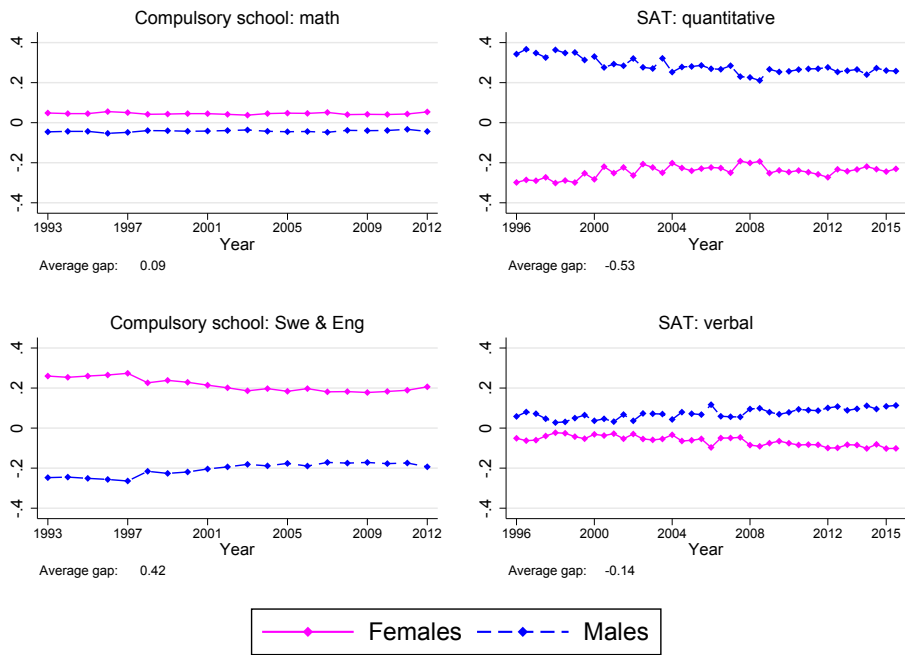 Compulsory school: math
.4
.2
0
-.2
-.4
1993 1997 2001 2005 2009 2012
Year
Average gap: 0.09
SAT: quantitative
.4
.2
0
-.2
-.4
1996 2000 2004 2008 2012 2015
Year
Average gap: -0.53
Compulsory school: Swe & Eng
.4
.2
0
-.2
-.4
1993 1997 2001 2005 2009 2012
Year
Average gap: 0.42
SAT: verbal
.4
.2
0
-.2
-.4
1996 2000 2004 2008 2012 2015
Year
Average gap: -0.14
Females Males